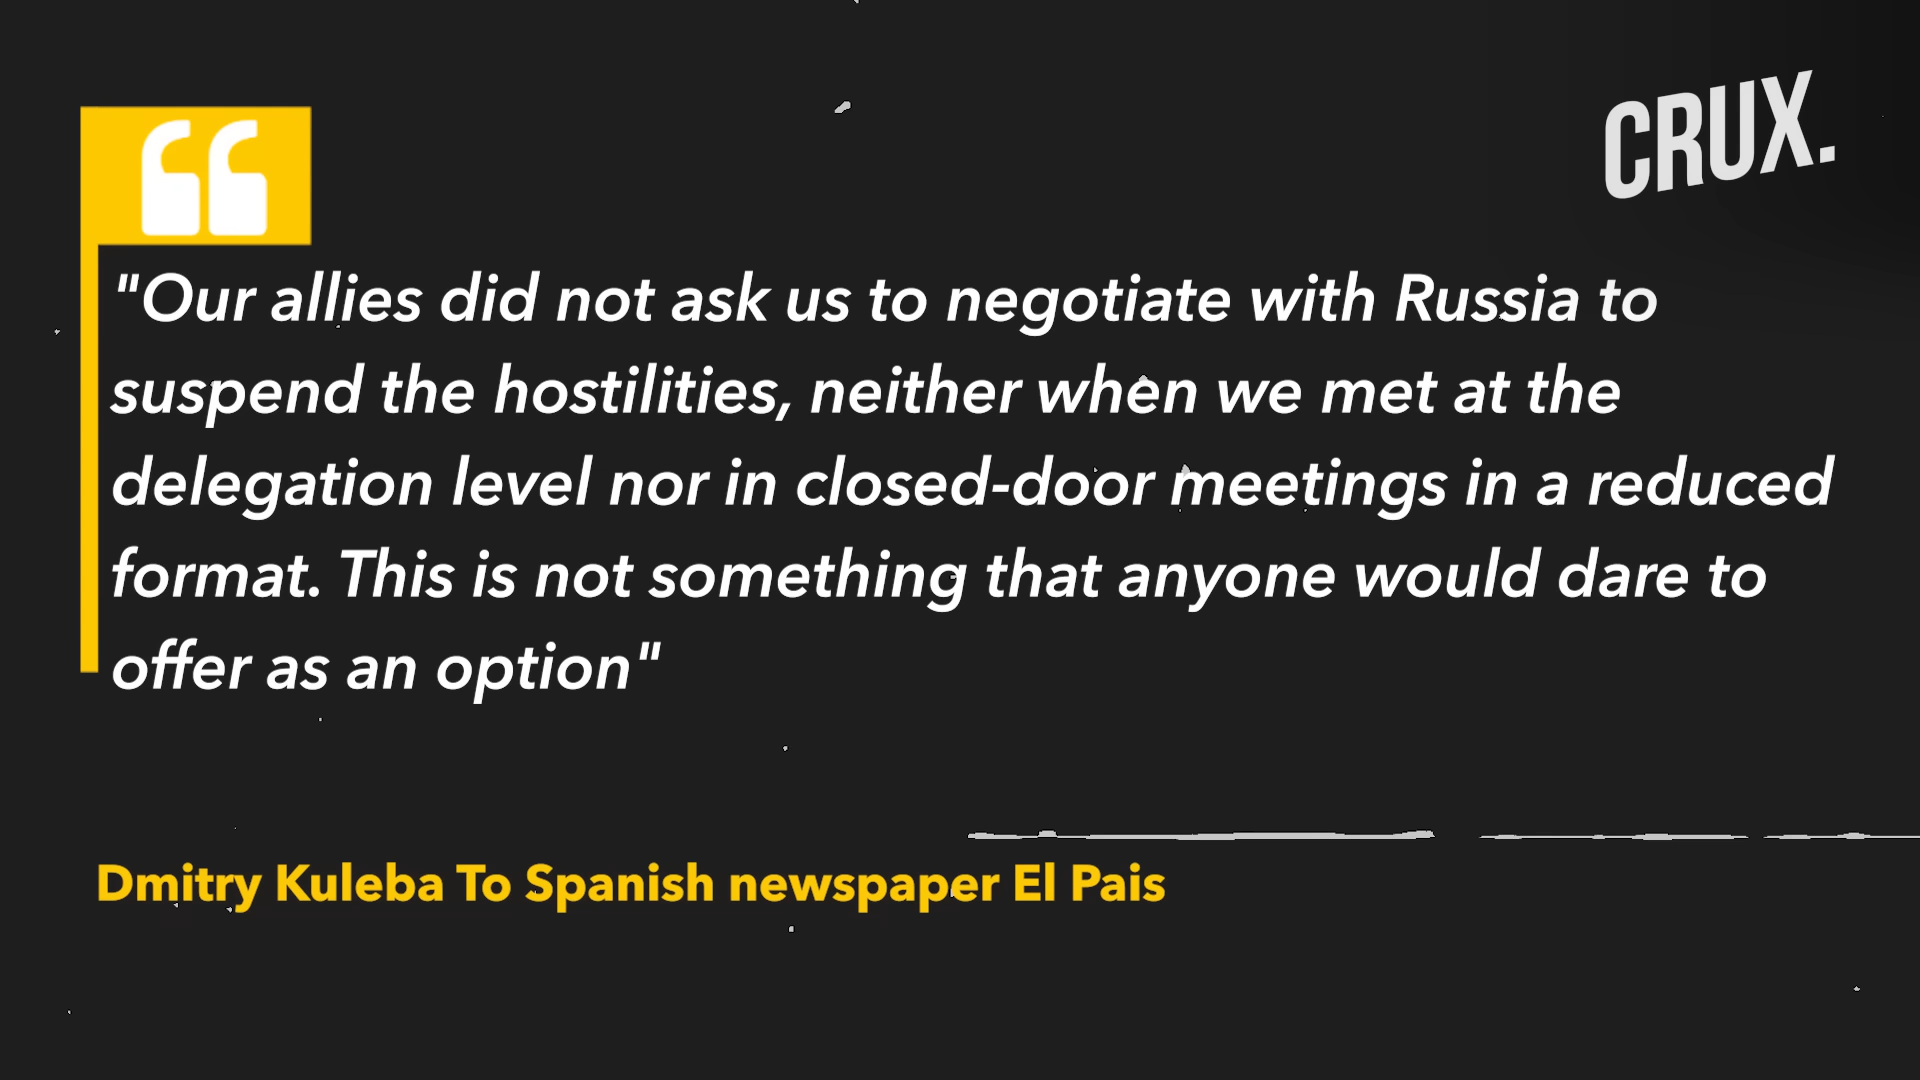 CRUX.
"Our allies did not ask us to negotiate with Russia to
suspend the hostilities, neither when we met at the
delegation level nor in closed-door meetings in a reduced
format. This is not something that anyone would dare to
offer as an option"
Dmitry Kuleba To Spanish newspaper El Pais